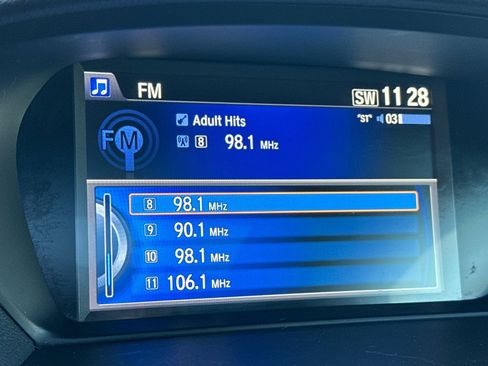 FM
SW 11 28
Adult Hits
"ST" 03
FM
8 98.1 MHz
8 98.1 MHz
9 90.1 MHz
10 98.1 MHz
11 106.1 MHz